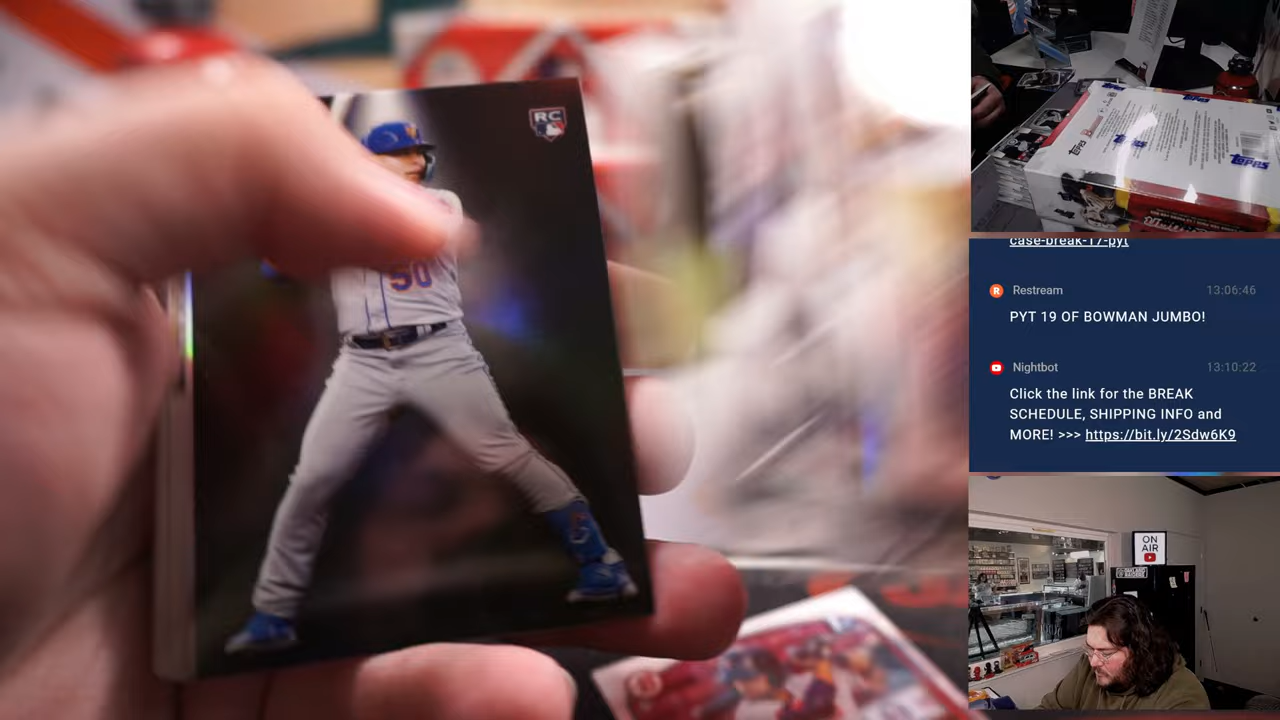 RC
50
TOPPS
TOPPS
case-break-17-pyt
Restream
13:06:46
PYT 19 OF BOWMAN JUMBO!
Nightbot
13:10:22
Click the link for the BREAK
SCHEDULE, SHIPPING INFO and
MORE! >>> https://bit.ly/2Sdw6K9
ON
AIR